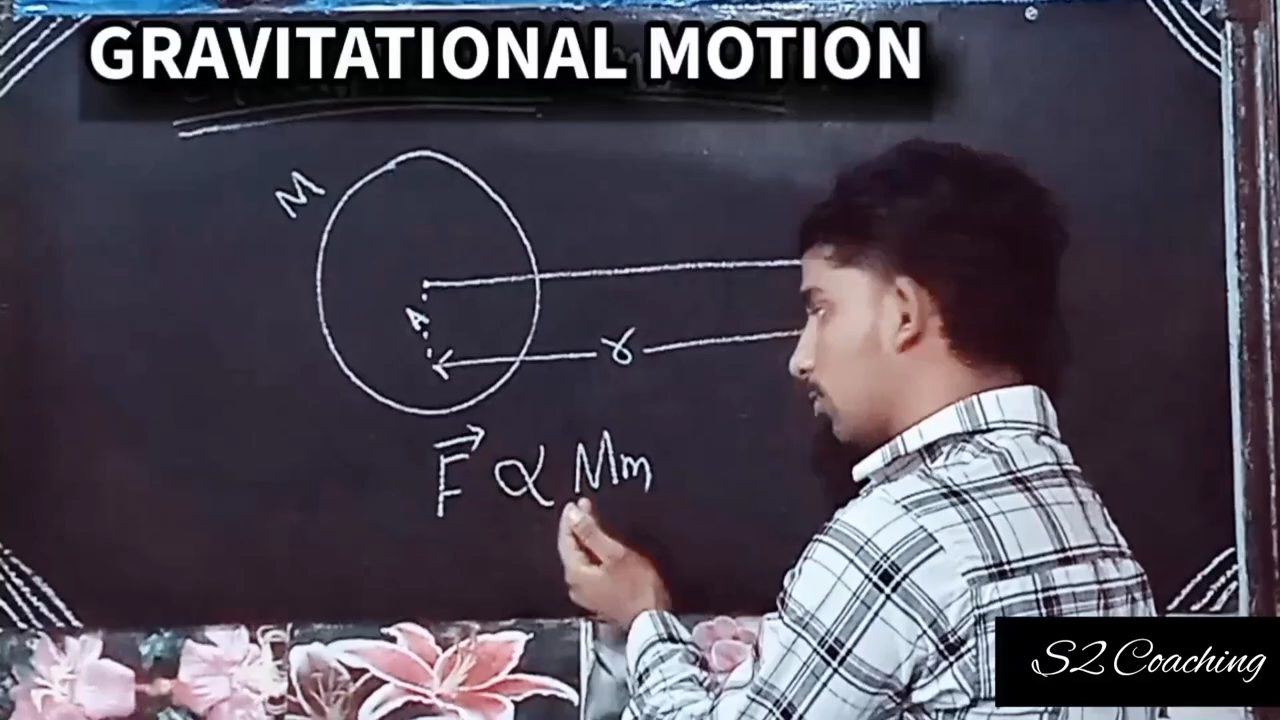 GRAVITATIONAL MOTION
M
A
r
F⃗ ∝ Mm
S2 Coaching